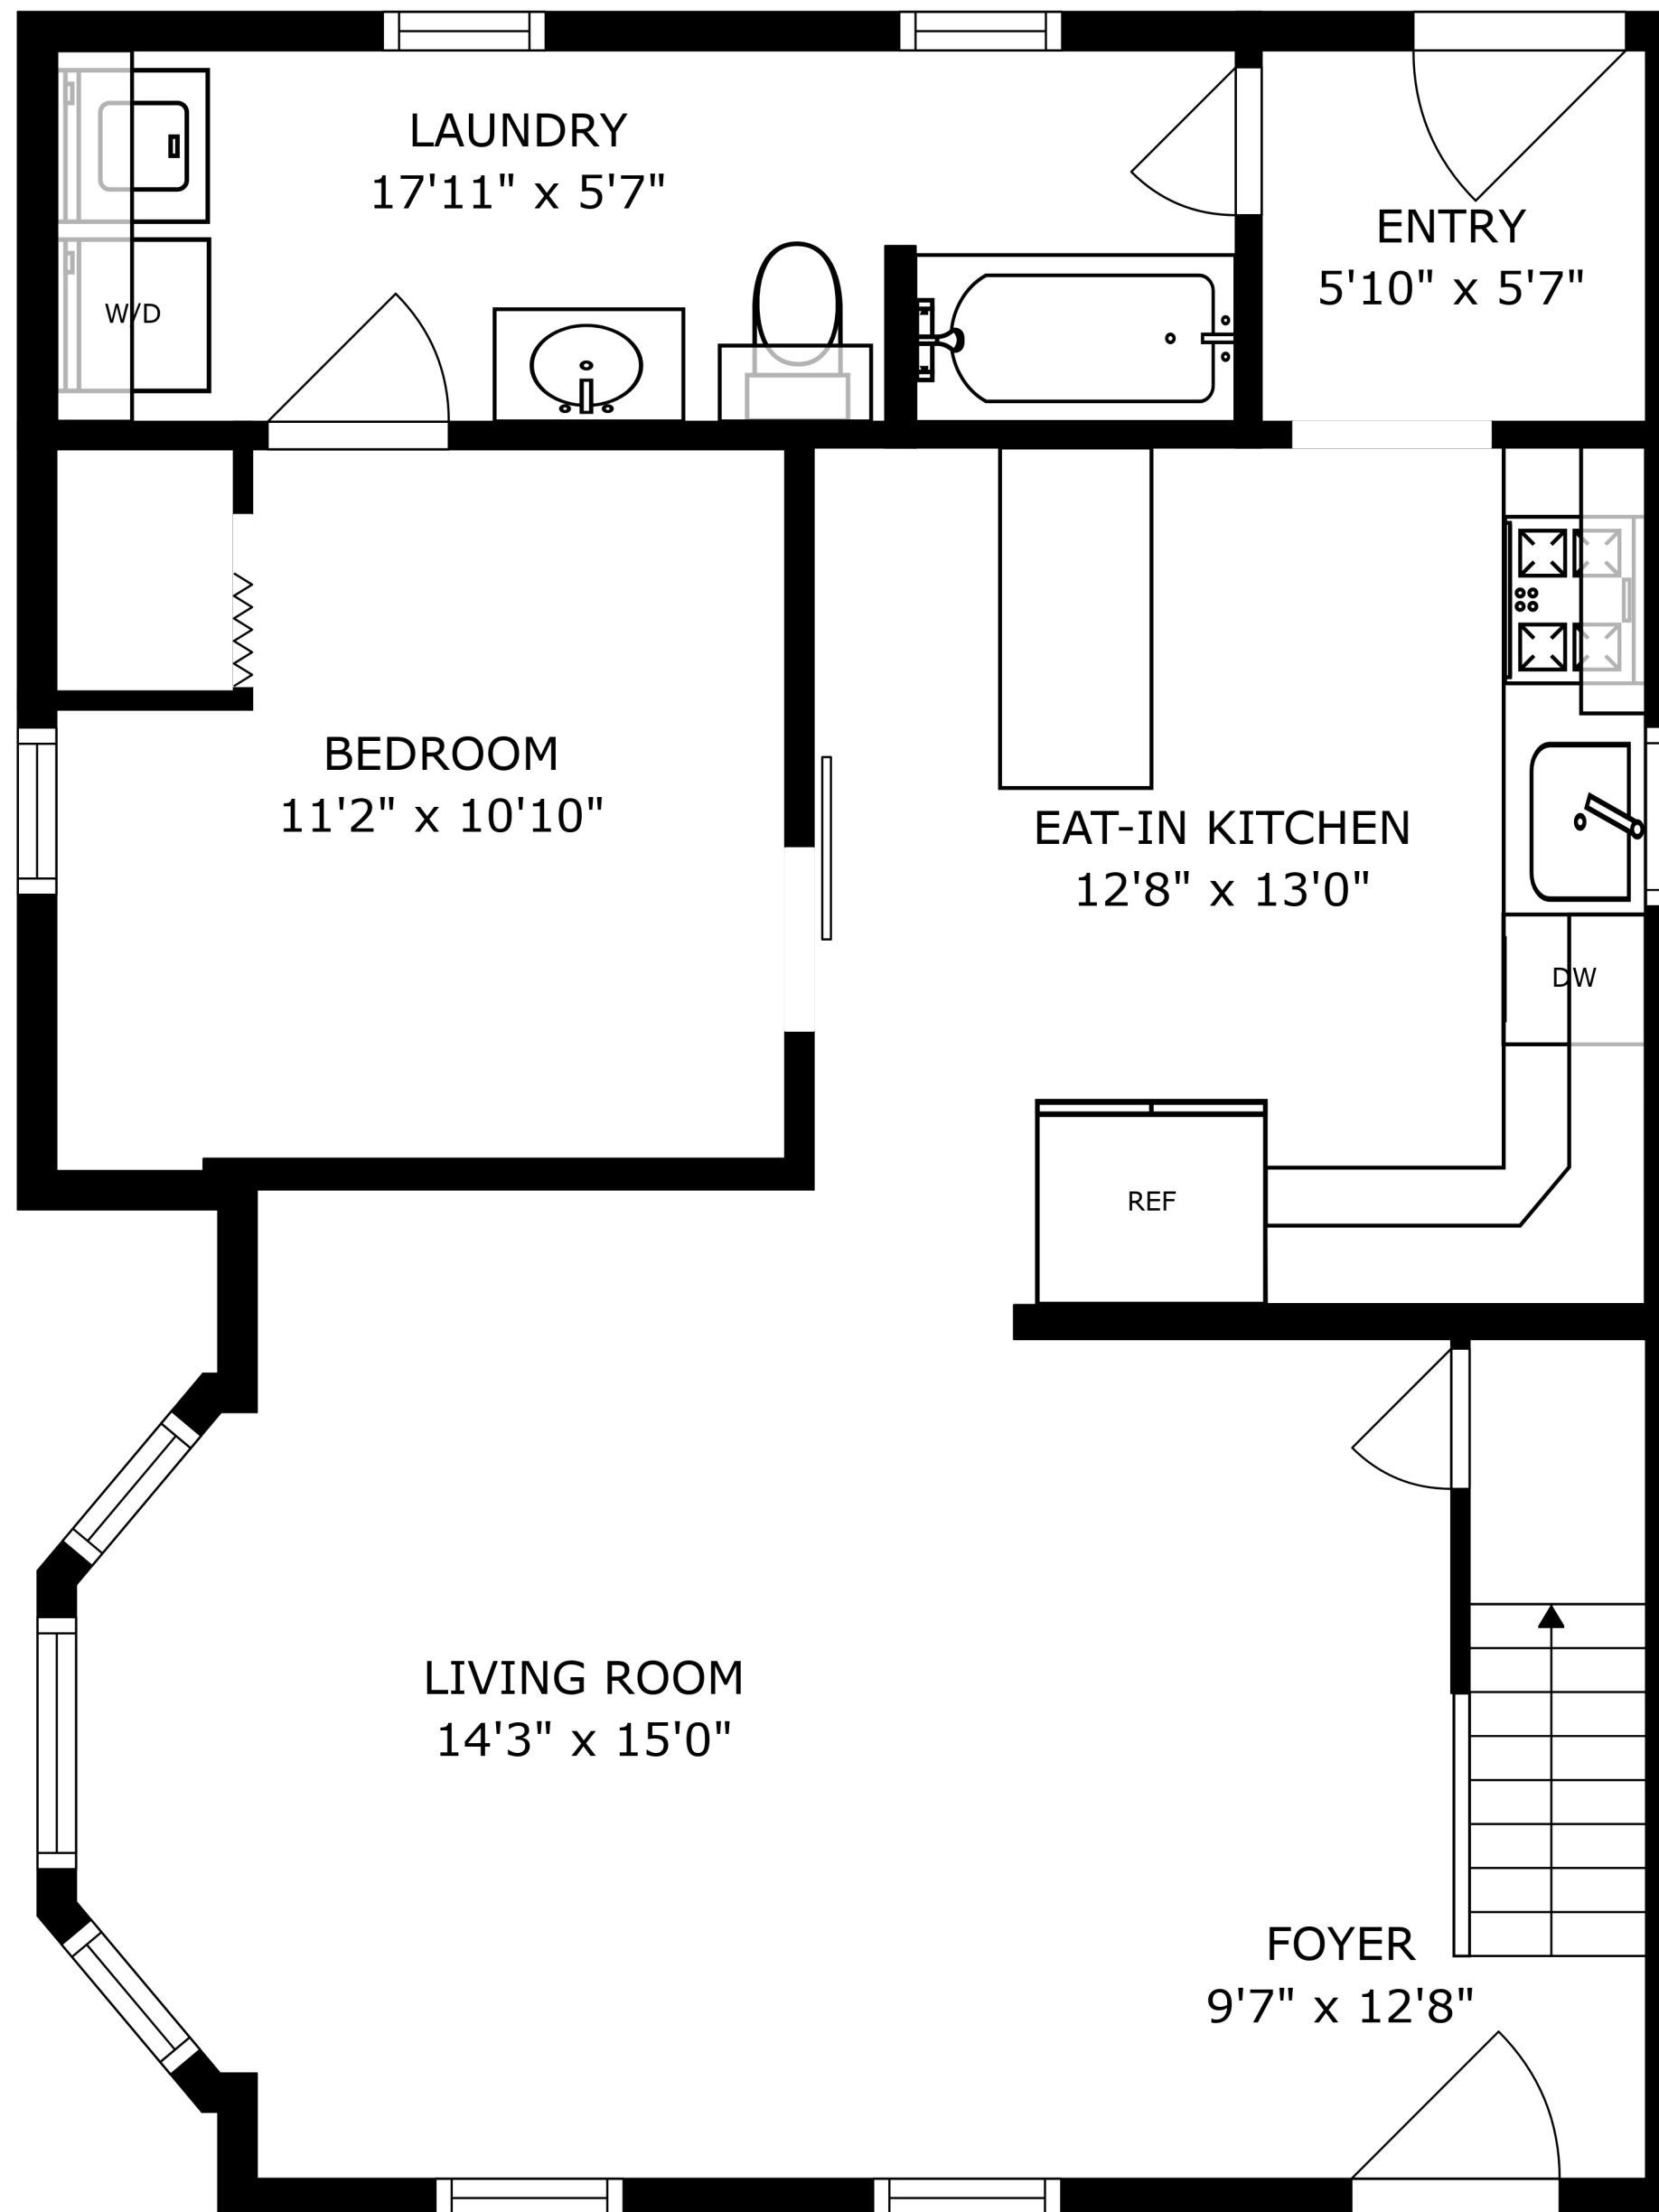 LAUNDRY
17'11" x 5'7"
ENTRY
5'10" x 5'7"
W/D
BEDROOM
11'2" x 10'10"
EAT-IN KITCHEN
12'8" x 13'0"
DW
REF
LIVING ROOM
14'3" x 15'0"
FOYER
9'7" x 12'8"